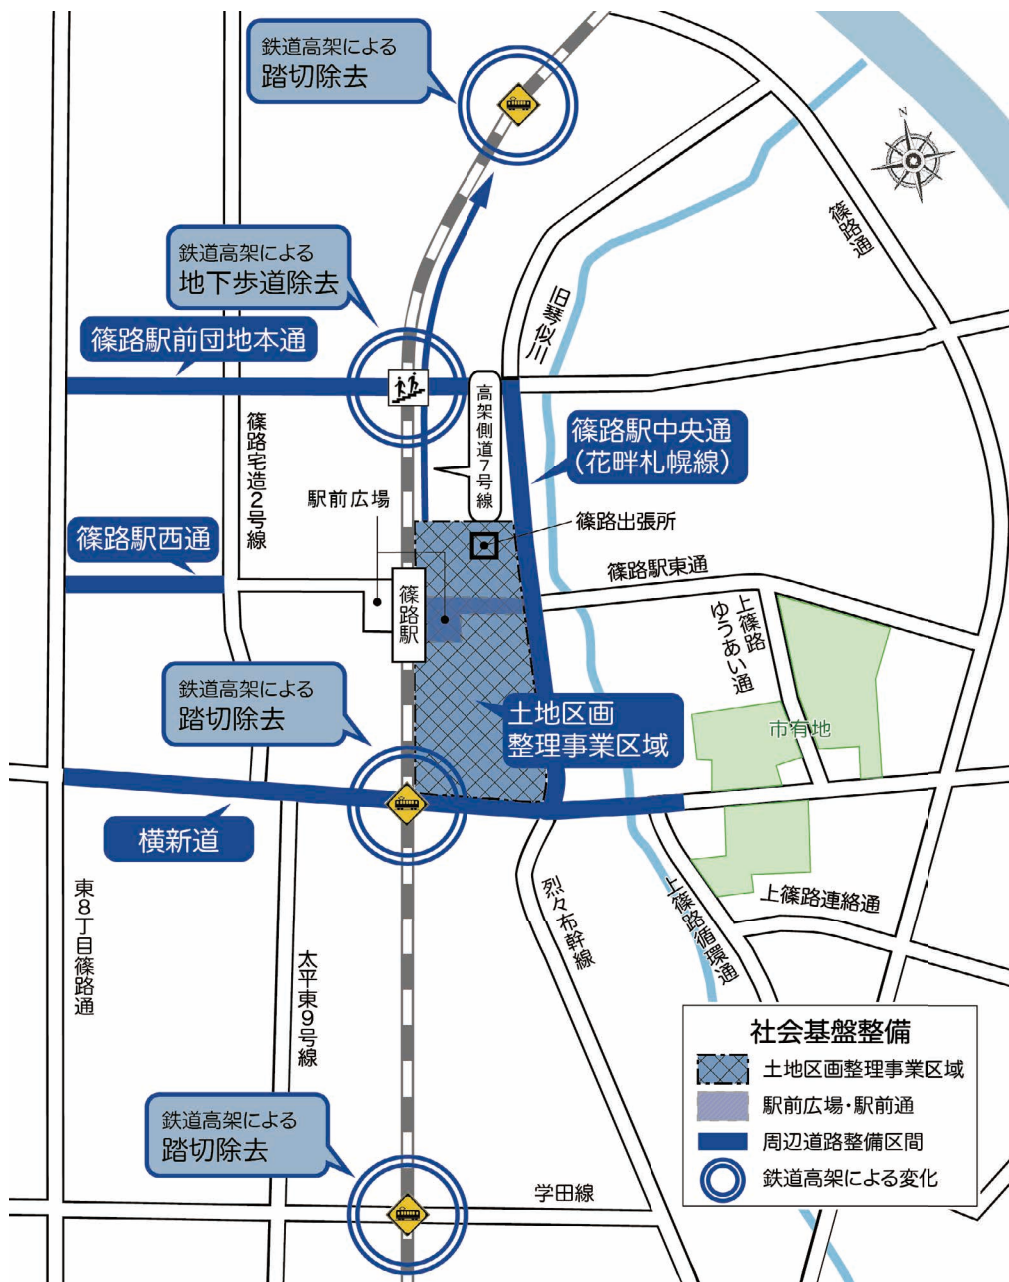 鉄道高架による
踏切除去
N
篠路通
鉄道高架による
地下歩道除去
旧琴似川
篠路駅前団地本通
高架側道7号線
篠路駅中央通
(花畔札幌線)
篠路宅造2号線
駅前広場
篠路出張所
篠路駅西通
篠路駅東通
篠路駅
上篠路
ゆうあい通
鉄道高架による
踏切除去
土地区画
整理事業区域
市有地
横新道
東8丁目篠路通
烈々布幹線
上篠路循環通
上篠路連絡通
太平東9号線
社会基盤整備
土地区画整理事業区域
駅前広場・駅前通
周辺道路整備区間
鉄道高架による変化
鉄道高架による
踏切除去
学田線